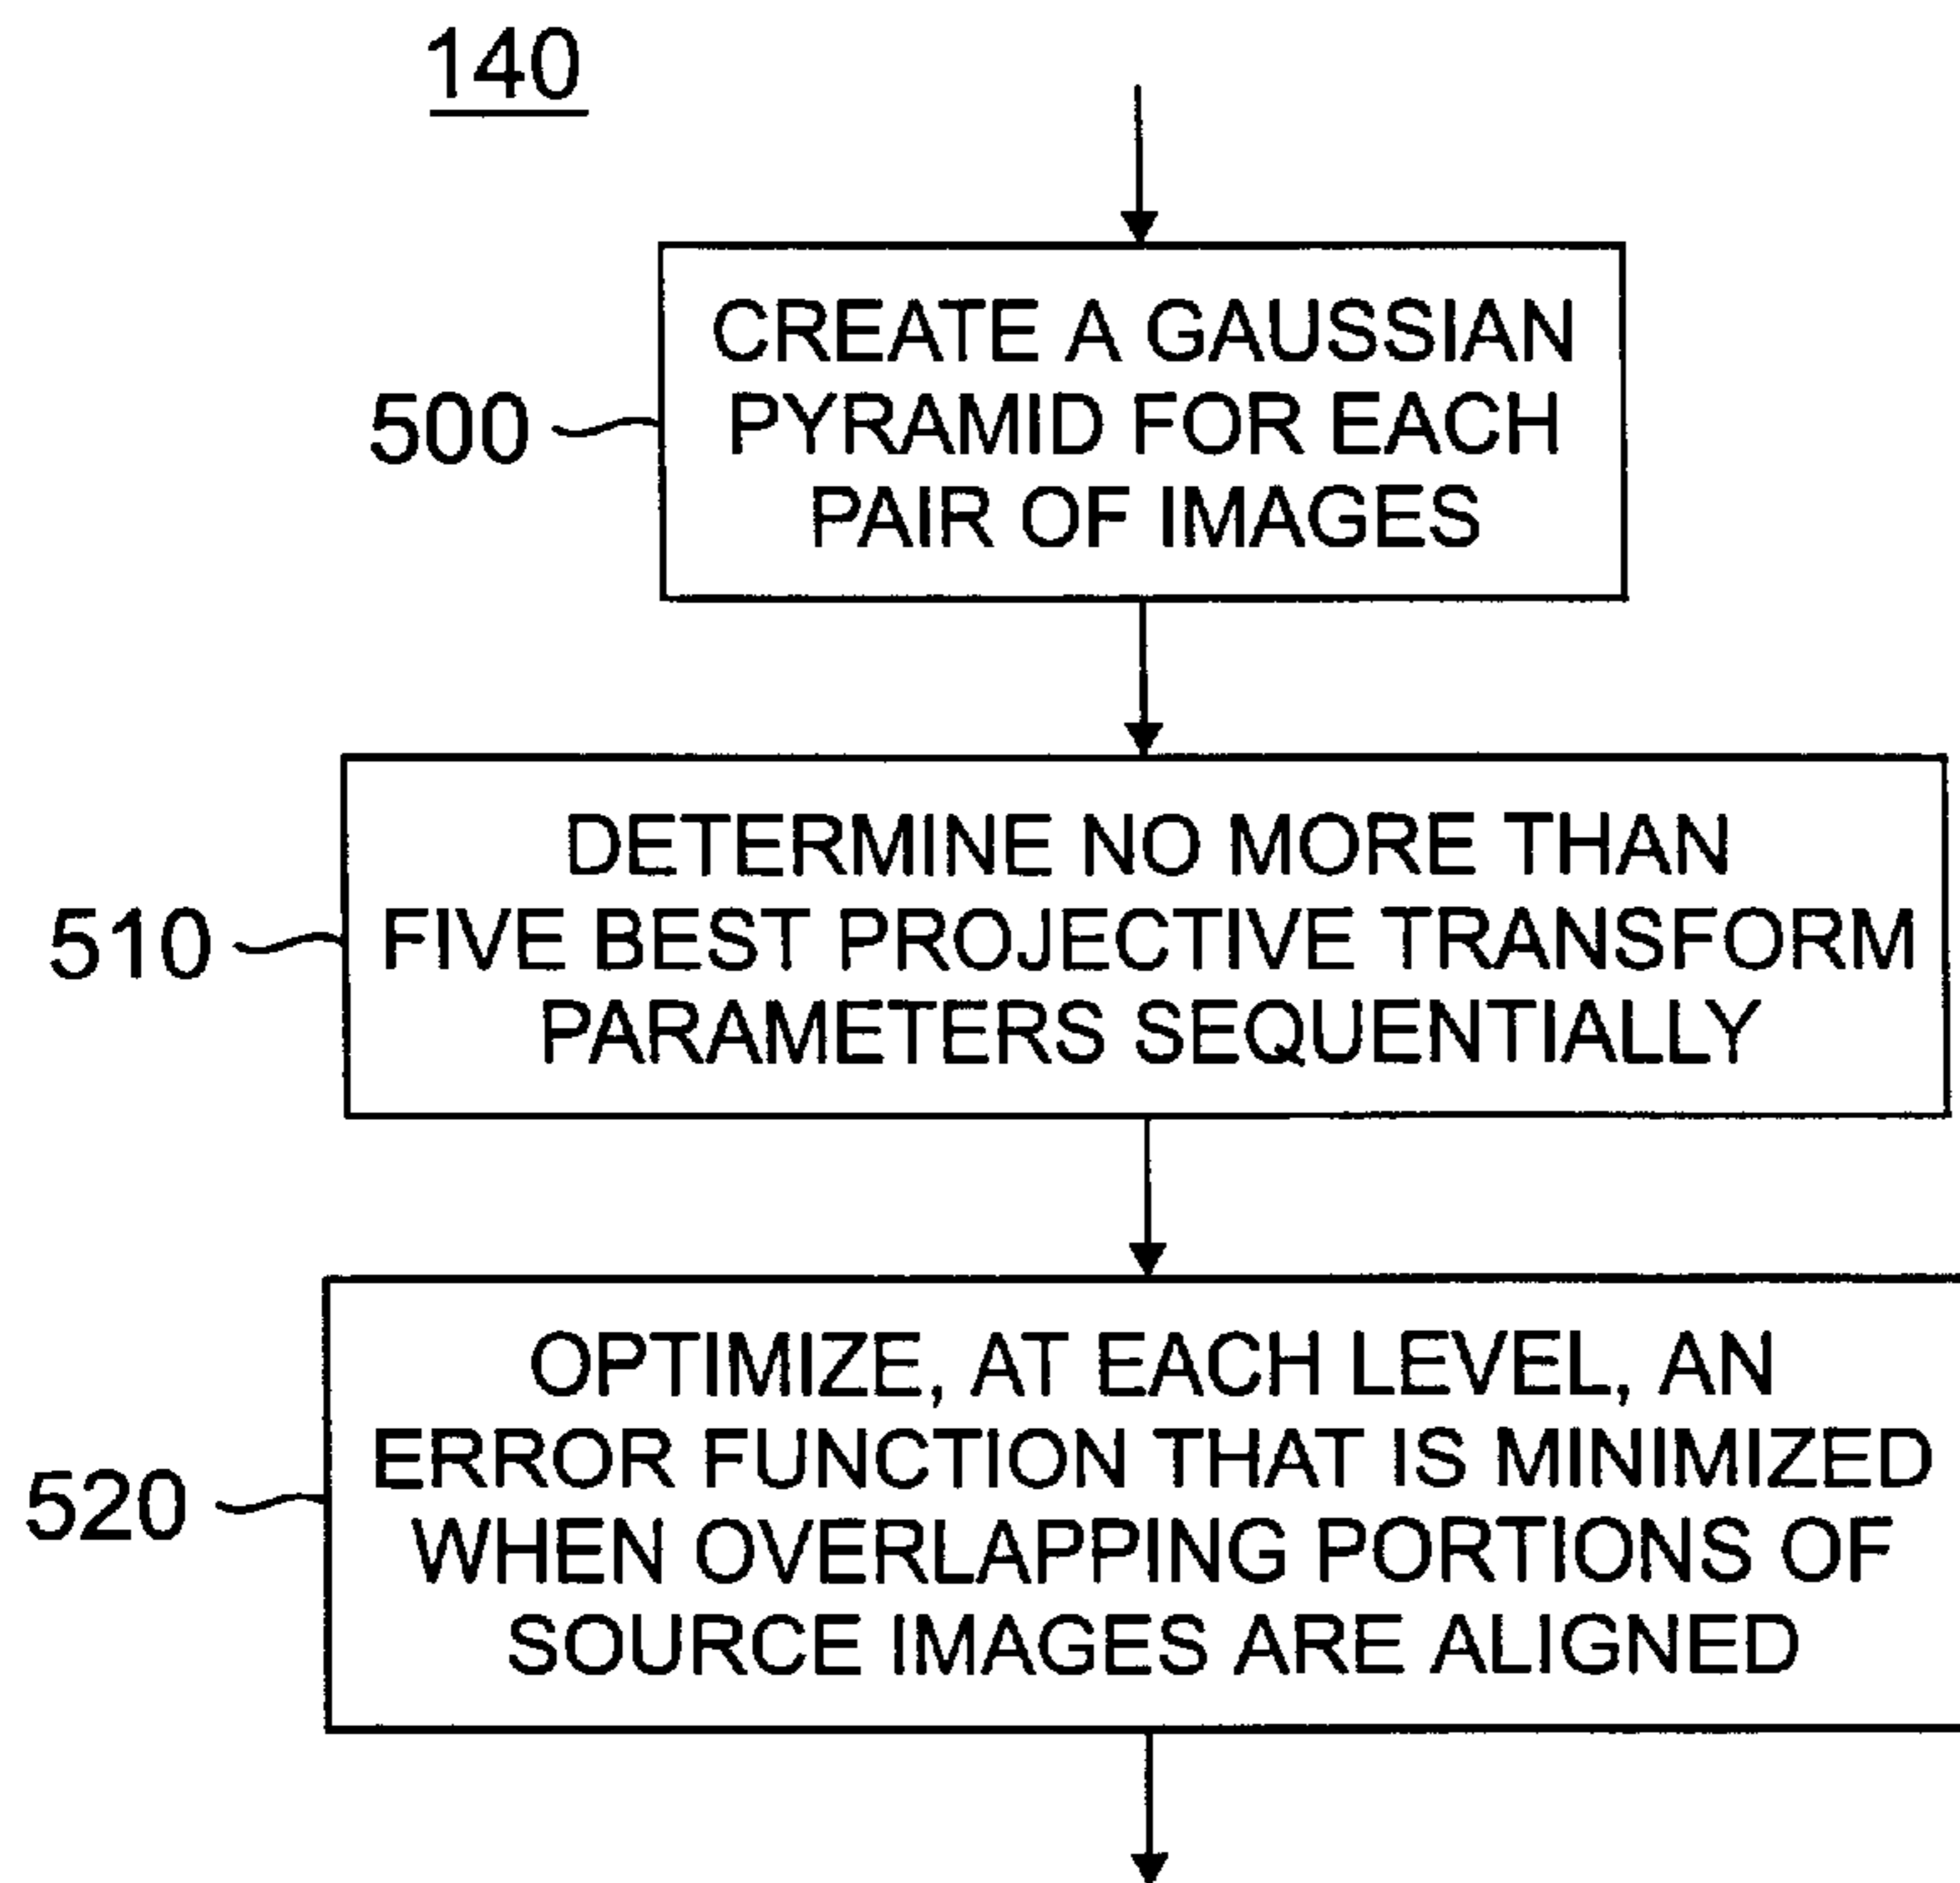 140
CREATE A GAUSSIAN
500
PYRAMID FOR EACH
PAIR OF IMAGES
DETERMINE NO MORE THAN
510
FIVE BEST PROJECTIVE TRANSFORM
PARAMETERS SEQUENTIALLY
OPTIMIZE, AT EACH LEVEL, AN
ERROR FUNCTION THAT IS MINIMIZED
520
WHEN OVERLAPPING PORTIONS OF
SOURCE IMAGES ARE ALIGNED